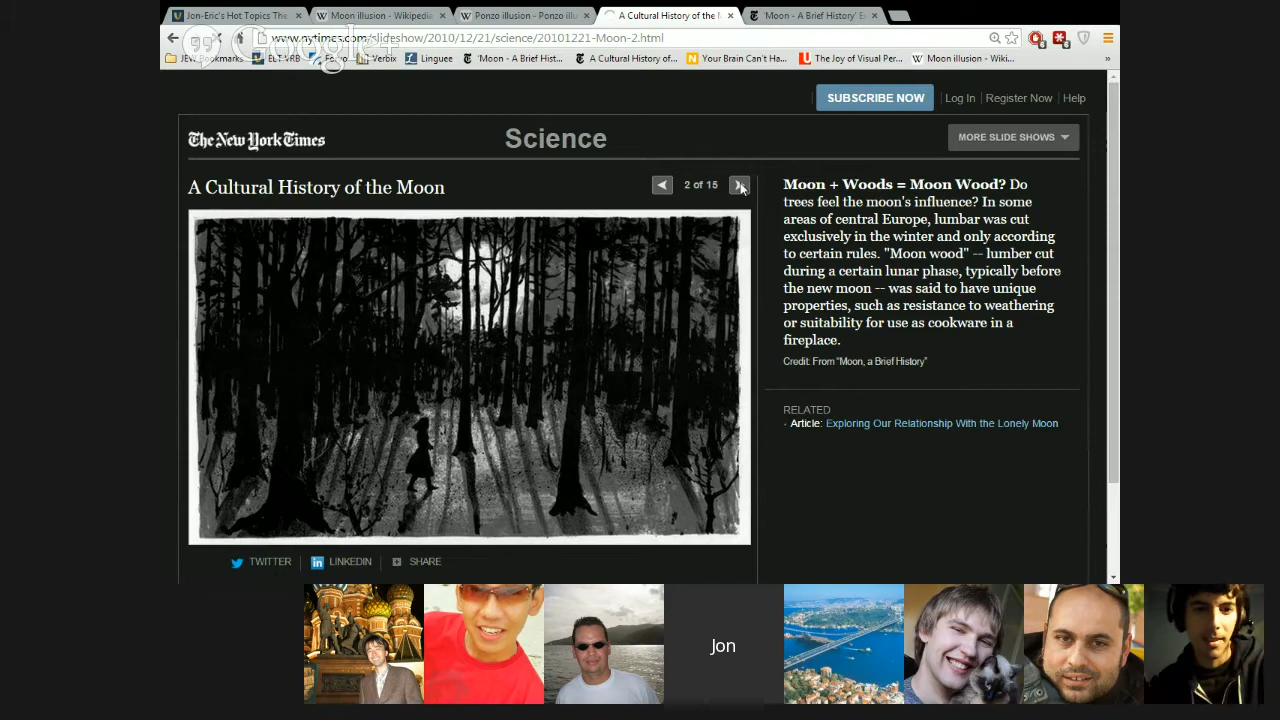 Jon-Eric's Hot Topics The
Moon illusion - Wikipedia
Ponzo illusion - Ponzo illu
A Cultural History of the M
'Moon - A Brief History' E
Google+
www.nytimes.com/slideshow/2010/12/21/science/20101221-Moon-2.html
JEW Bookmarks
ELT VRB
Forvo
Verbix
Linguee
'Moon - A Brief Hist...
A Cultural History of...
Your Brain Can't Ha...
The Joy of Visual Per...
Moon illusion - Wiki...
»
SUBSCRIBE NOW
Log In
Register Now
Help
The New York Times
Science
MORE SLIDE SHOWS
A Cultural History of the Moon
2 of 15
Moon + Woods = Moon Wood? Do
trees feel the moon's influence? In some
areas of central Europe, lumbar was cut
exclusively in the winter and only according
to certain rules. "Moon wood" -- lumber cut
during a certain lunar phase, typically before
the new moon -- was said to have unique
properties, such as resistance to weathering
or suitability for use as cookware in a
fireplace.
Credit: From "Moon, a Brief History"
RELATED
- Article: Exploring Our Relationship With the Lonely Moon
TWITTER
LINKEDIN
SHARE
Jon